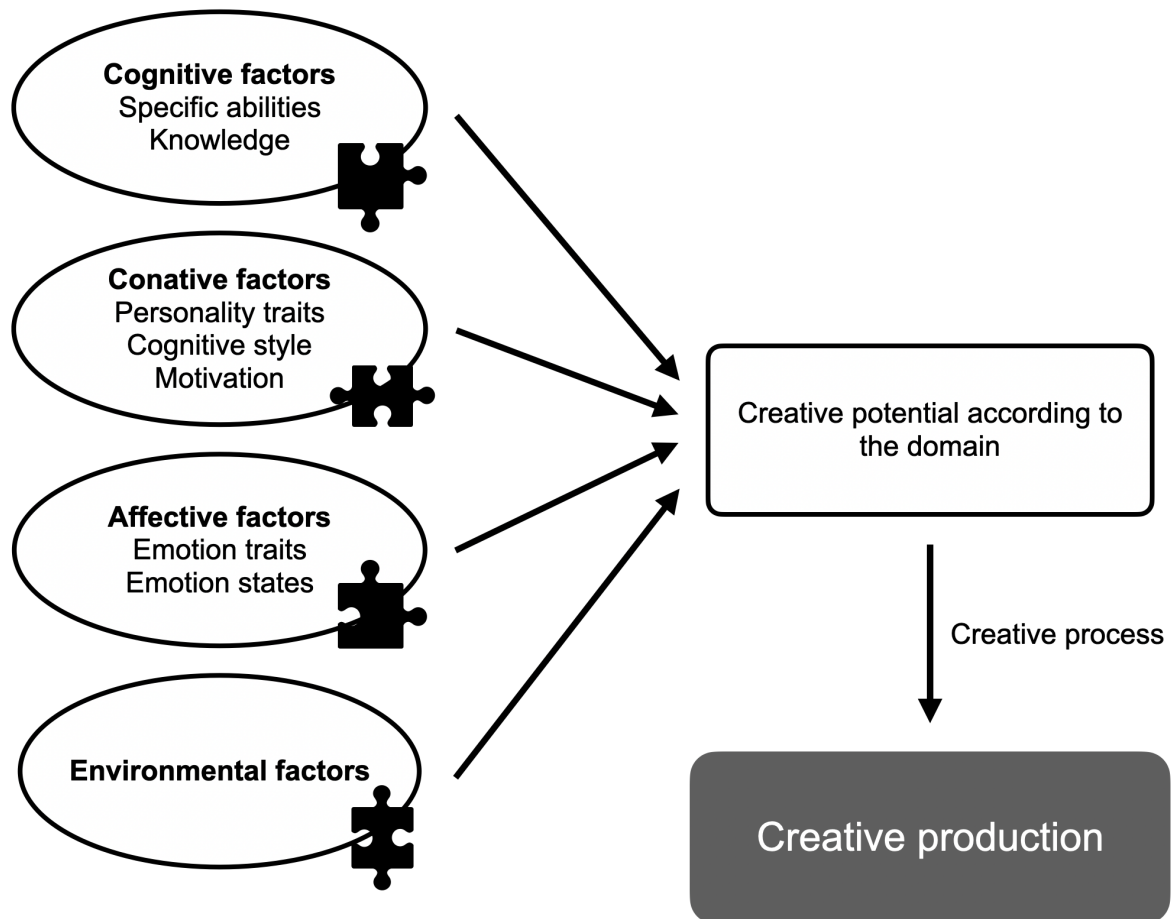 Cognitive factors
Specific abilities
Knowledge
Conative factors
Personality traits
Cognitive style
Motivation
Affective factors
Emotion traits
Emotion states
Environmental factors
Creative potential according to
the domain
Creative process
Creative production